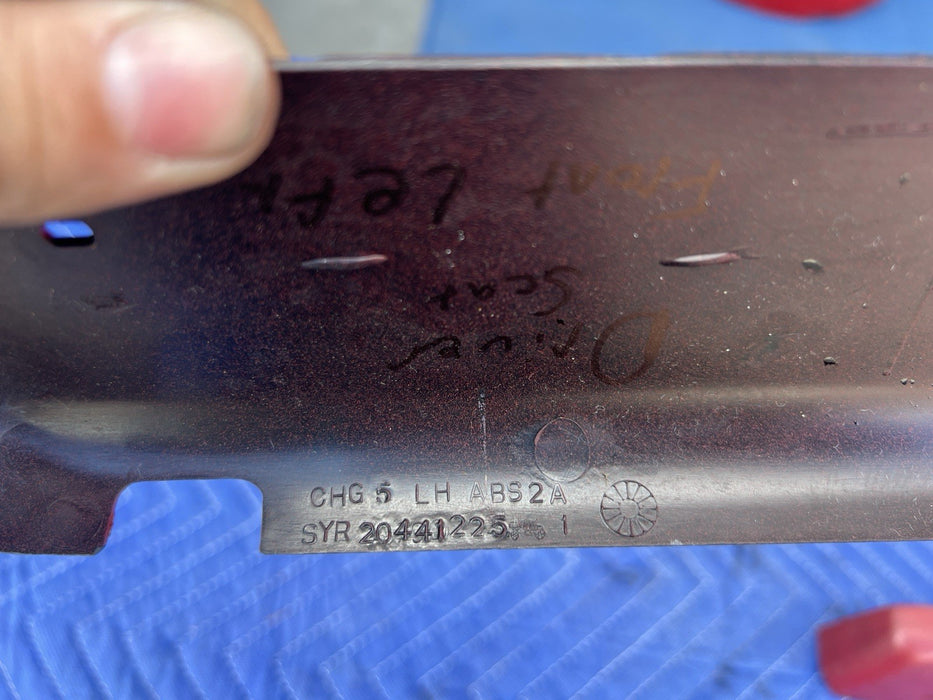 Front Left
Driver
Seat
CHG 5 LH ABS2A
SYR 20441225 1